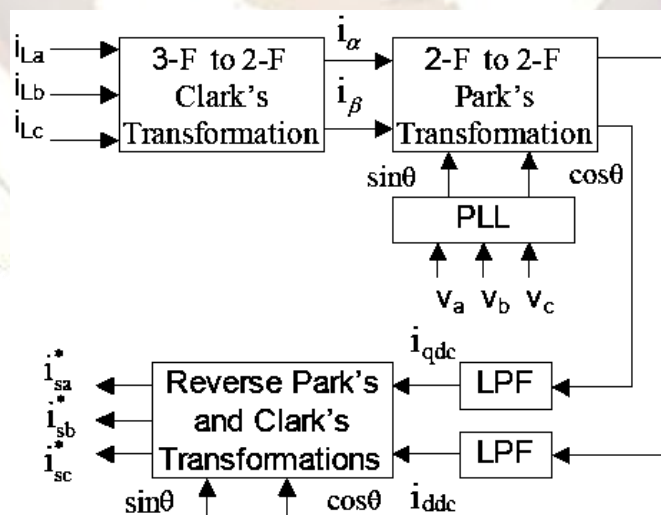 i_La
i_Lb
i_Lc
3-F to 2-F
Clark's
Transformation
i_α
i_β
2-F to 2-F
Park's
Transformation
sinθ
cosθ
PLL
v_a v_b v_c
i_qdc
i*_sa
i*_sb
i*_sc
Reverse Park's
and Clark's
Transformations
LPF
LPF
i_ddc
sinθ
cosθ